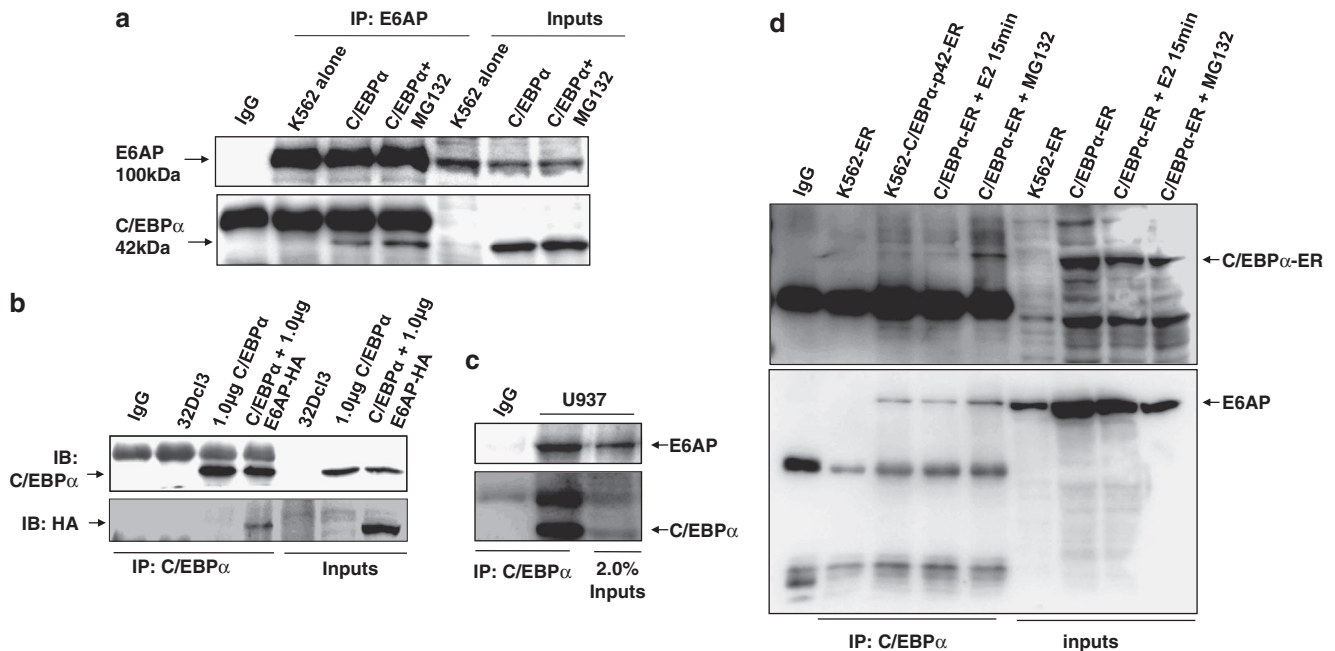 a
IP: E6AP
Inputs
IgG
K562 alone
C/EBPα
C/EBPα+
MG132
K562 alone
C/EBPα
C/EBPα+
MG132
E6AP
100kDa
C/EBPα
42kDa
b
IgG
32Dcl3
1.0µg C/EBPα
C/EBPα + 1.0µg
E6AP-HA
32Dcl3
1.0µg C/EBPα
C/EBPα + 1.0µg
E6AP-HA
IB:
C/EBPα
IB: HA
IP: C/EBPα
Inputs
c
IgG
U937
E6AP
C/EBPα
IP: C/EBPα
2.0%
Inputs
d
IgG
K562-ER
K562-C/EBPα-p42-ER
C/EBPα-ER + E2 15min
C/EBPα-ER + MG132
K562-ER
C/EBPα-ER
C/EBPα-ER + E2 15min
C/EBPα-ER + MG132
C/EBPα-ER
E6AP
IP: C/EBPα
inputs